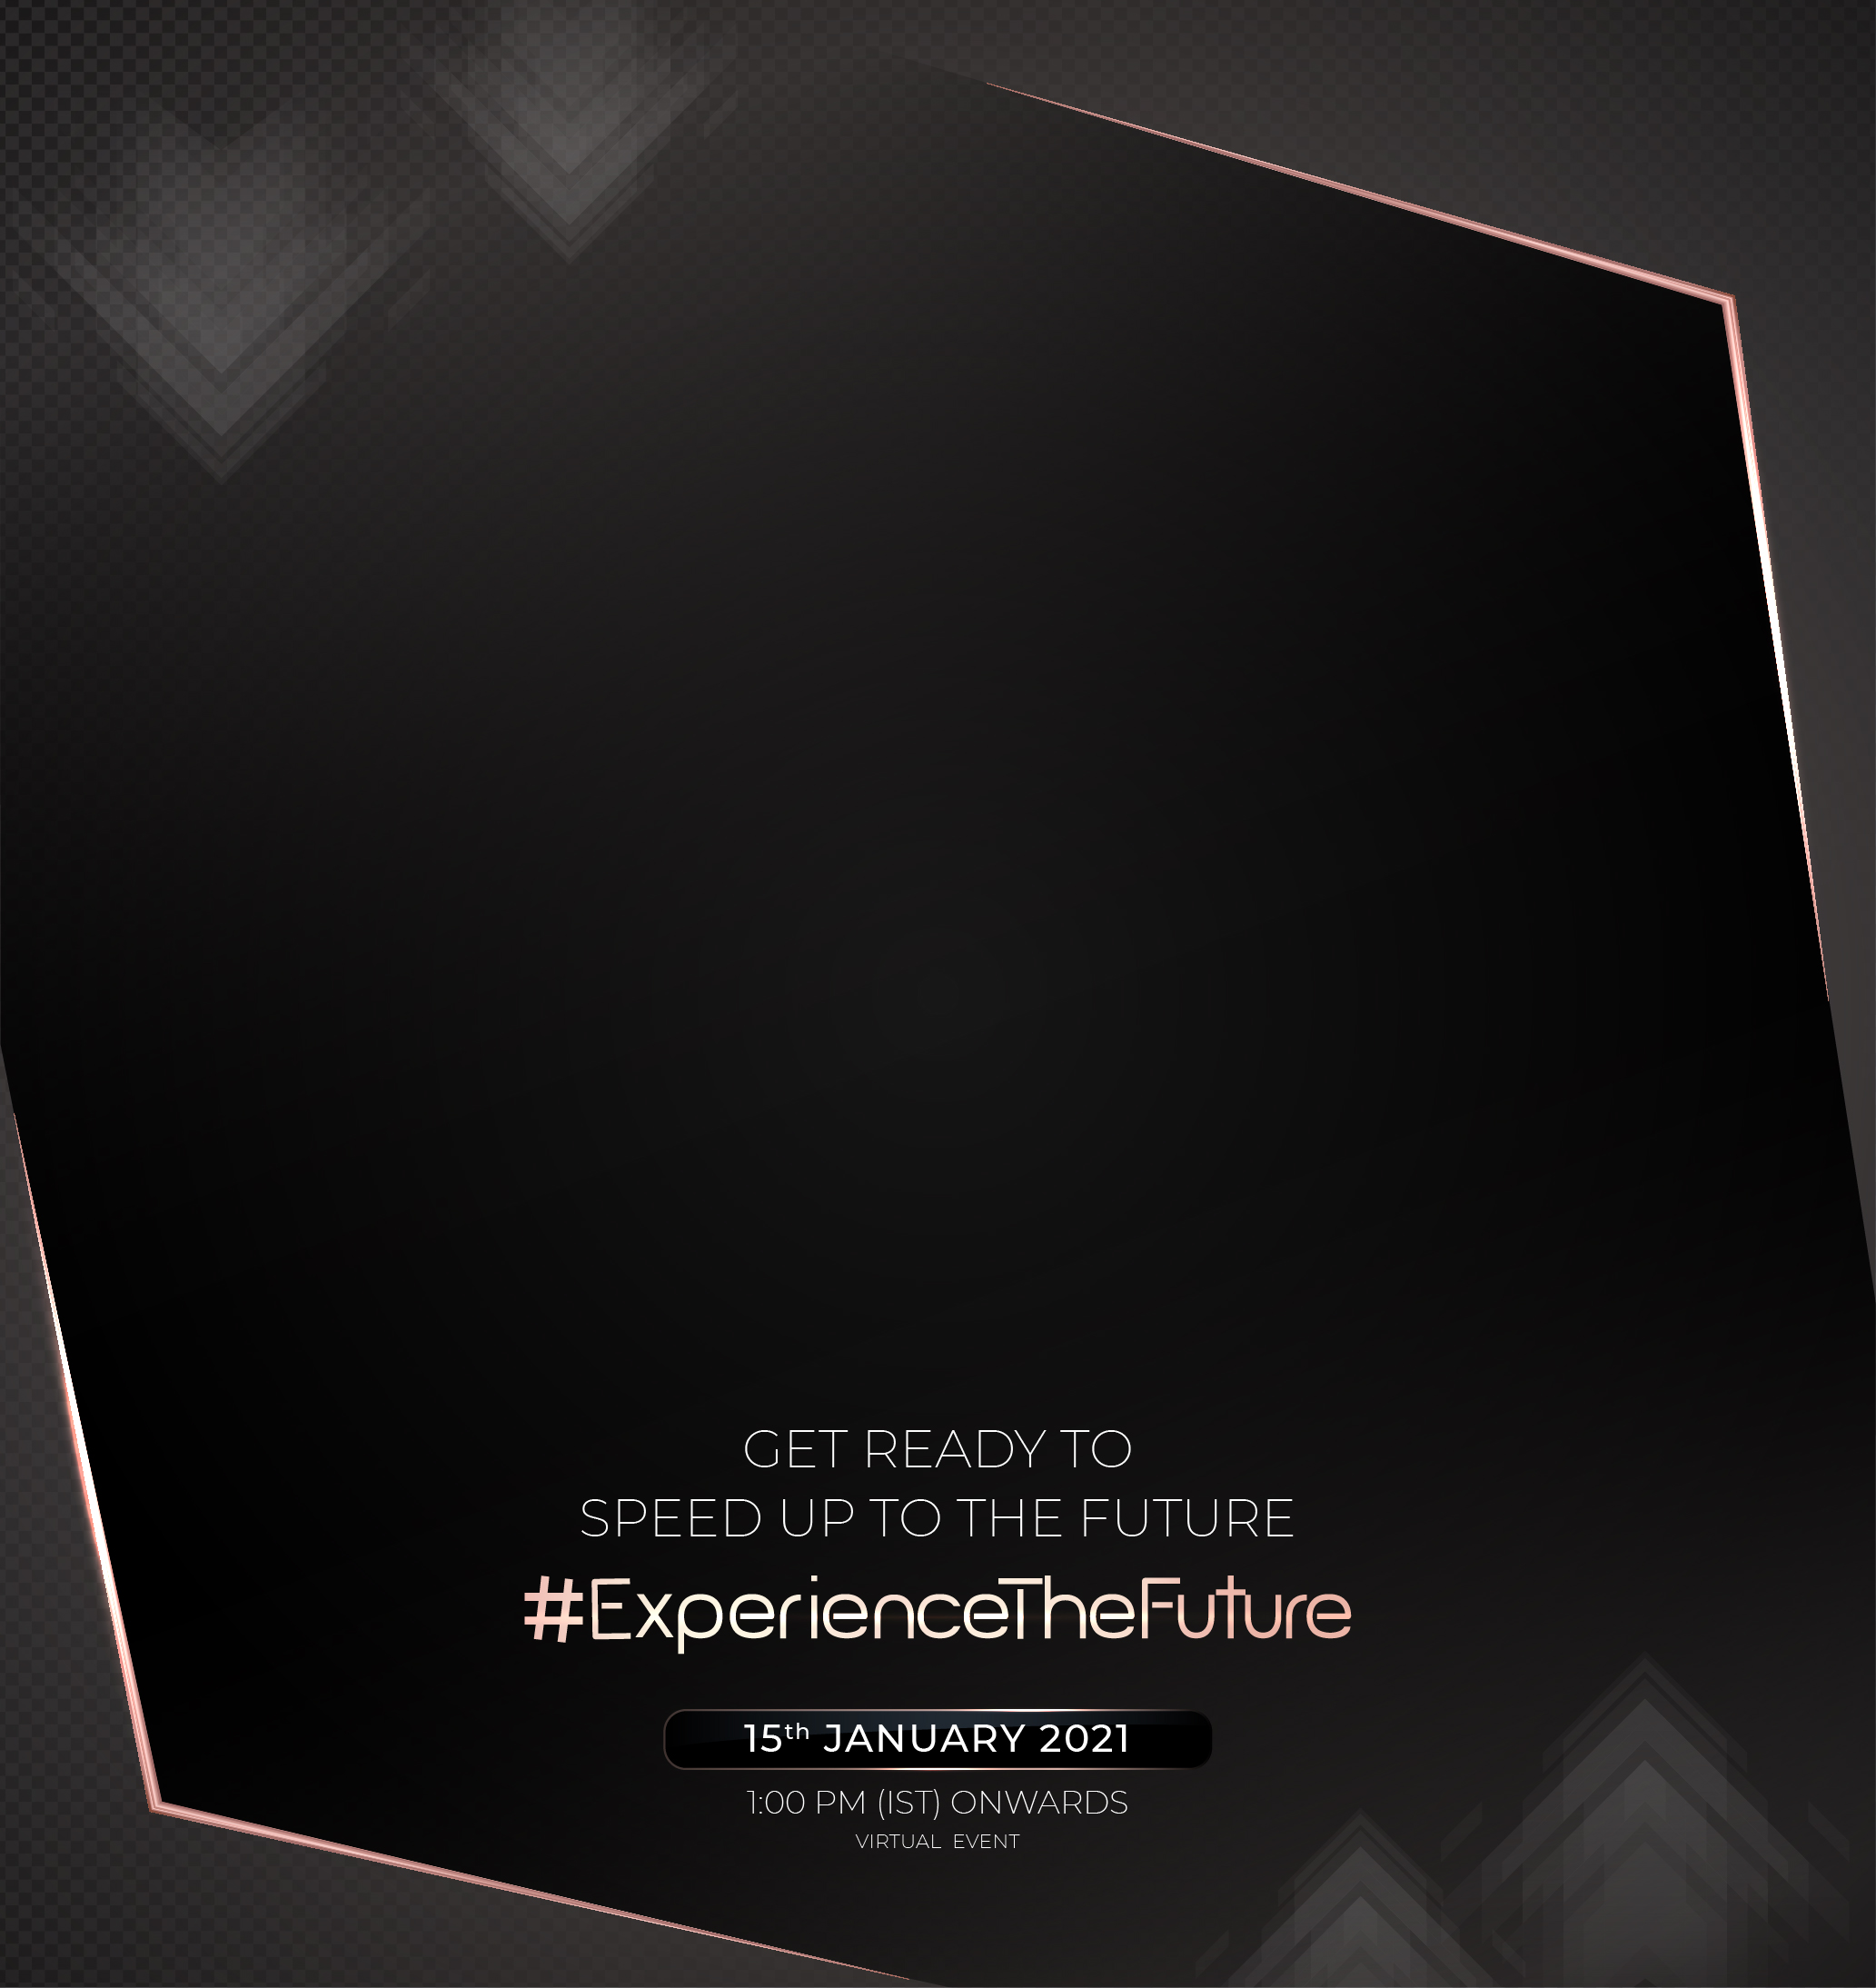 GET READY TO
SPEED UP TO THE FUTURE
#ExperienceTheFuture
15th JANUARY 2021
1:00 PM (IST) ONWARDS
VIRTUAL EVENT